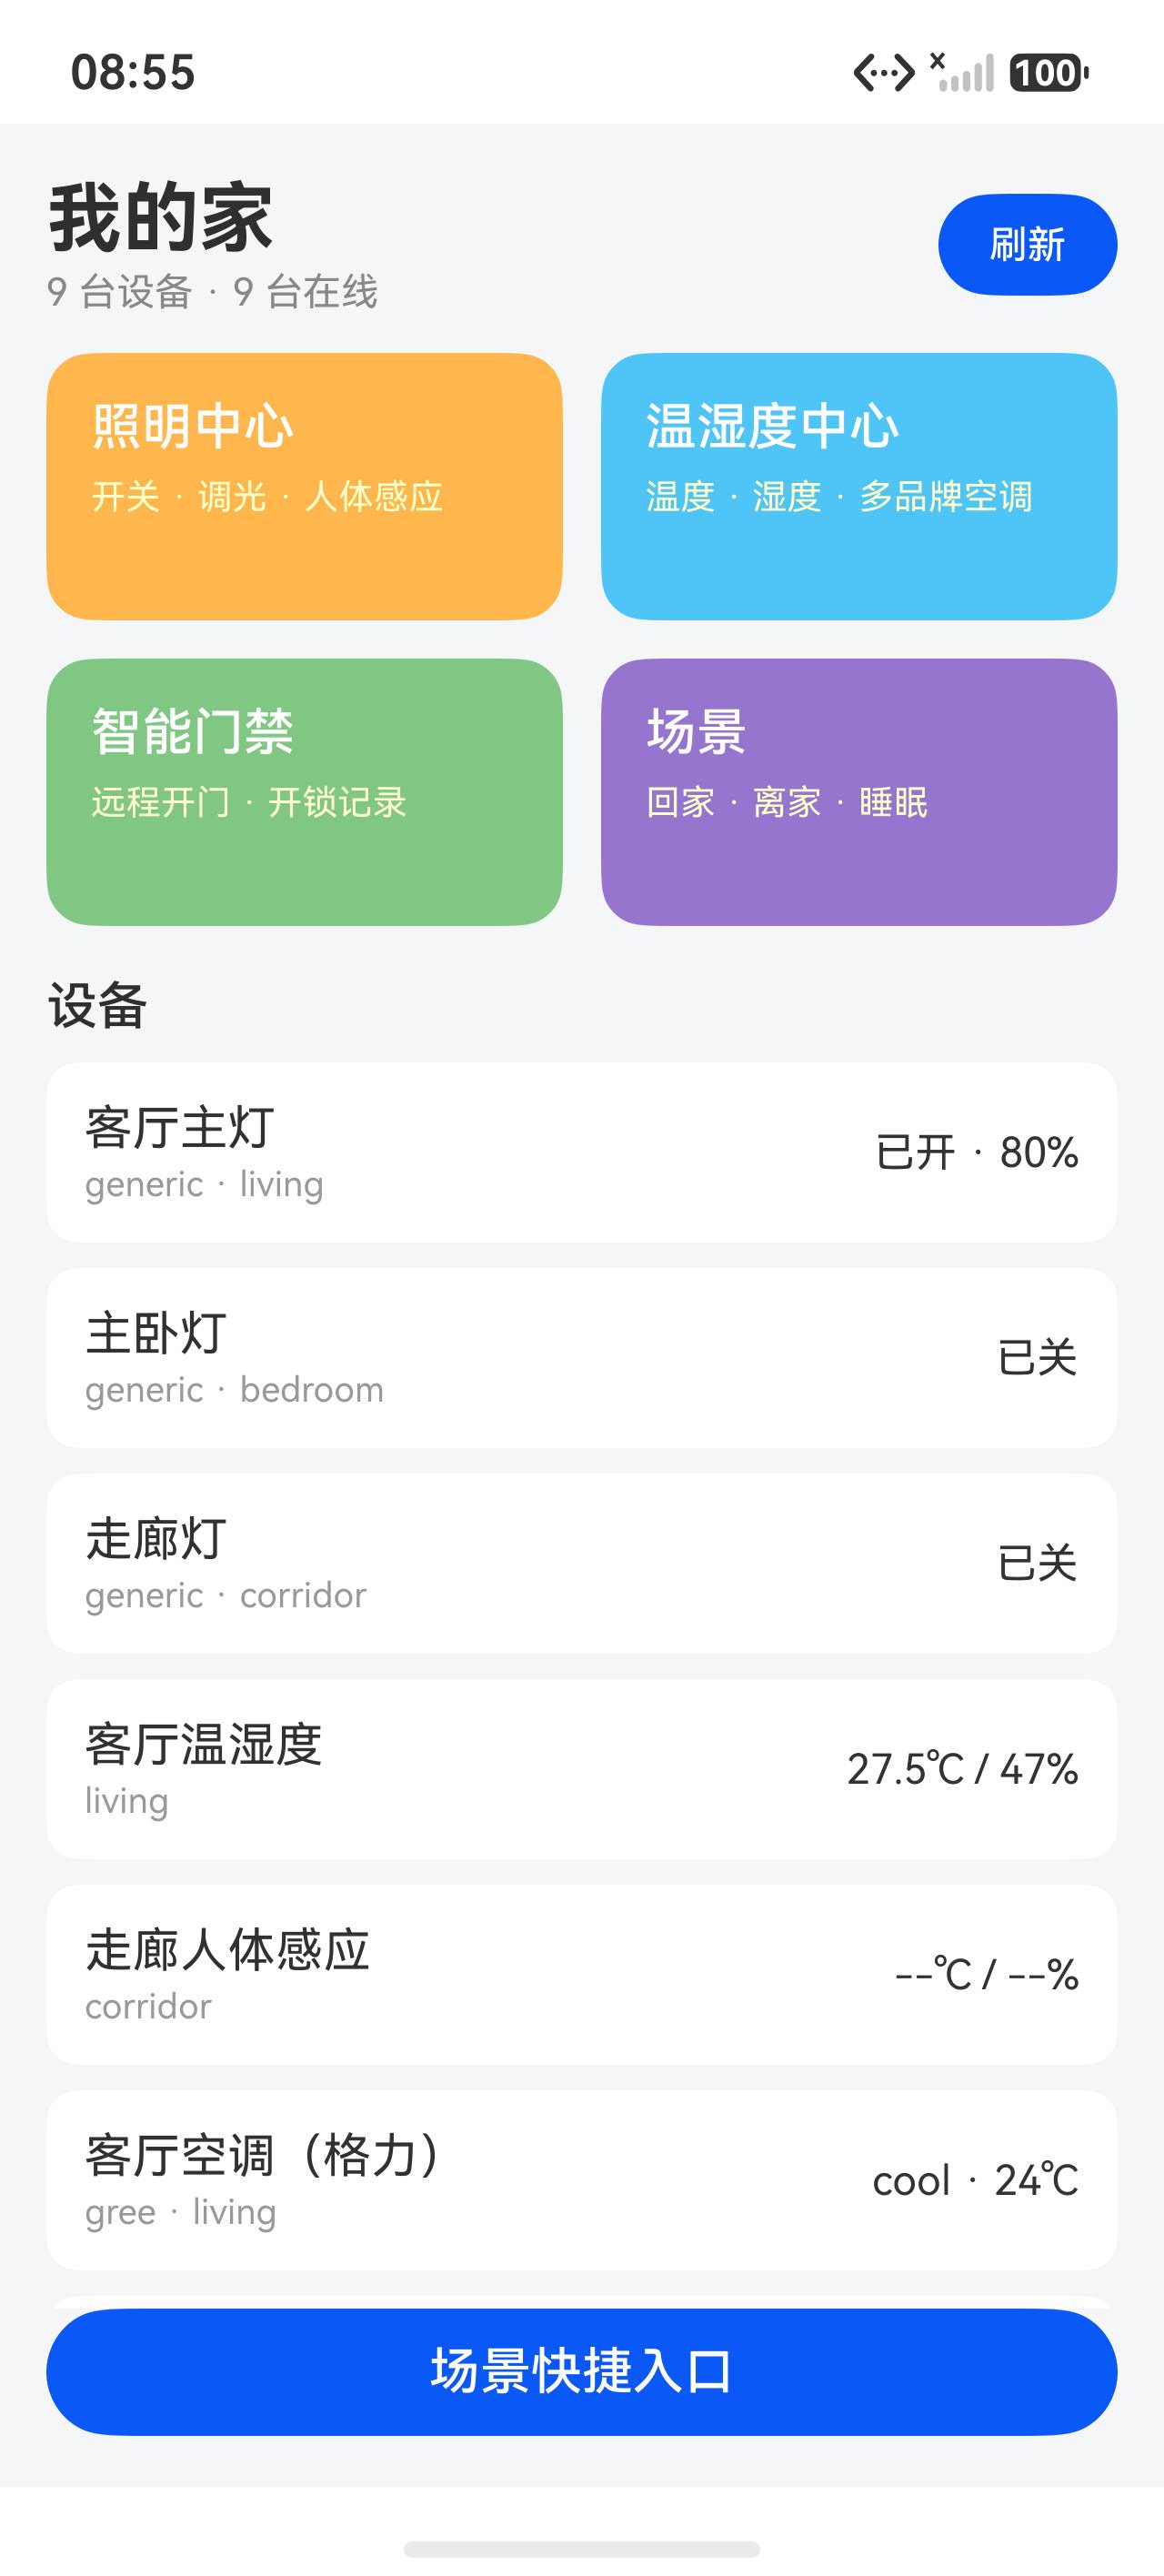 08:55
100
我的家
刷新
9 台设备 · 9 台在线
照明中心
开关 · 调光 · 人体感应
温湿度中心
温度 · 湿度 · 多品牌空调
智能门禁
远程开门 · 开锁记录
场景
回家 · 离家 · 睡眠
设备
客厅主灯
generic · living
已开 · 80%
主卧灯
generic · bedroom
已关
走廊灯
generic · corridor
已关
客厅温湿度
living
27.5℃ / 47%
走廊人体感应
corridor
--℃ / --%
客厅空调（格力）
gree · living
cool · 24℃
场景快捷入口